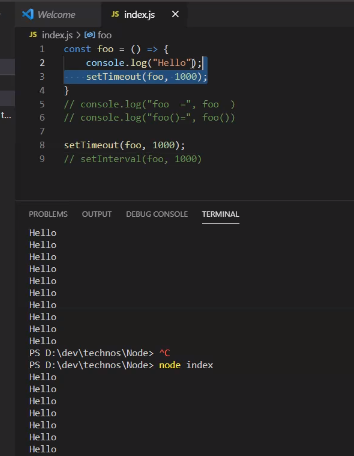 Welcome
JS index.js ×
JS index.js > foo
1 const foo = () => {
2 console.log("Hello");
3 setTimeout(foo, 1000);
4 }
5 // console.log("foo =", foo )
6 // console.log("foo()=", foo())
7
8 setTimeout(foo, 1000);
9 // setInterval(foo, 1000)
PROBLEMS OUTPUT DEBUG CONSOLE TERMINAL
Hello
Hello
Hello
Hello
Hello
Hello
Hello
Hello
Hello
Hello
PS D:\dev\technos\Node> ^C
PS D:\dev\technos\Node> node index
Hello
Hello
Hello
Hello
Hello
Hello
Hello